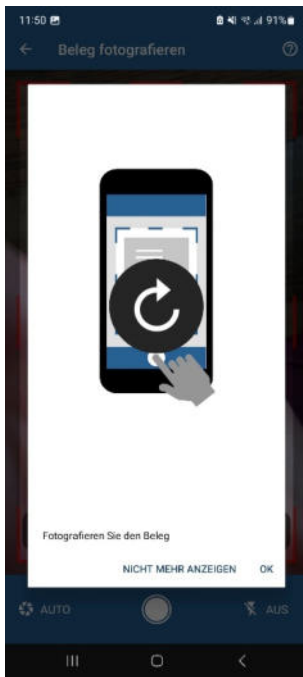 11:50 91%
Beleg fotografieren
Fotografieren Sie den Beleg
NICHT MEHR ANZEIGEN OK
AUTO AUS